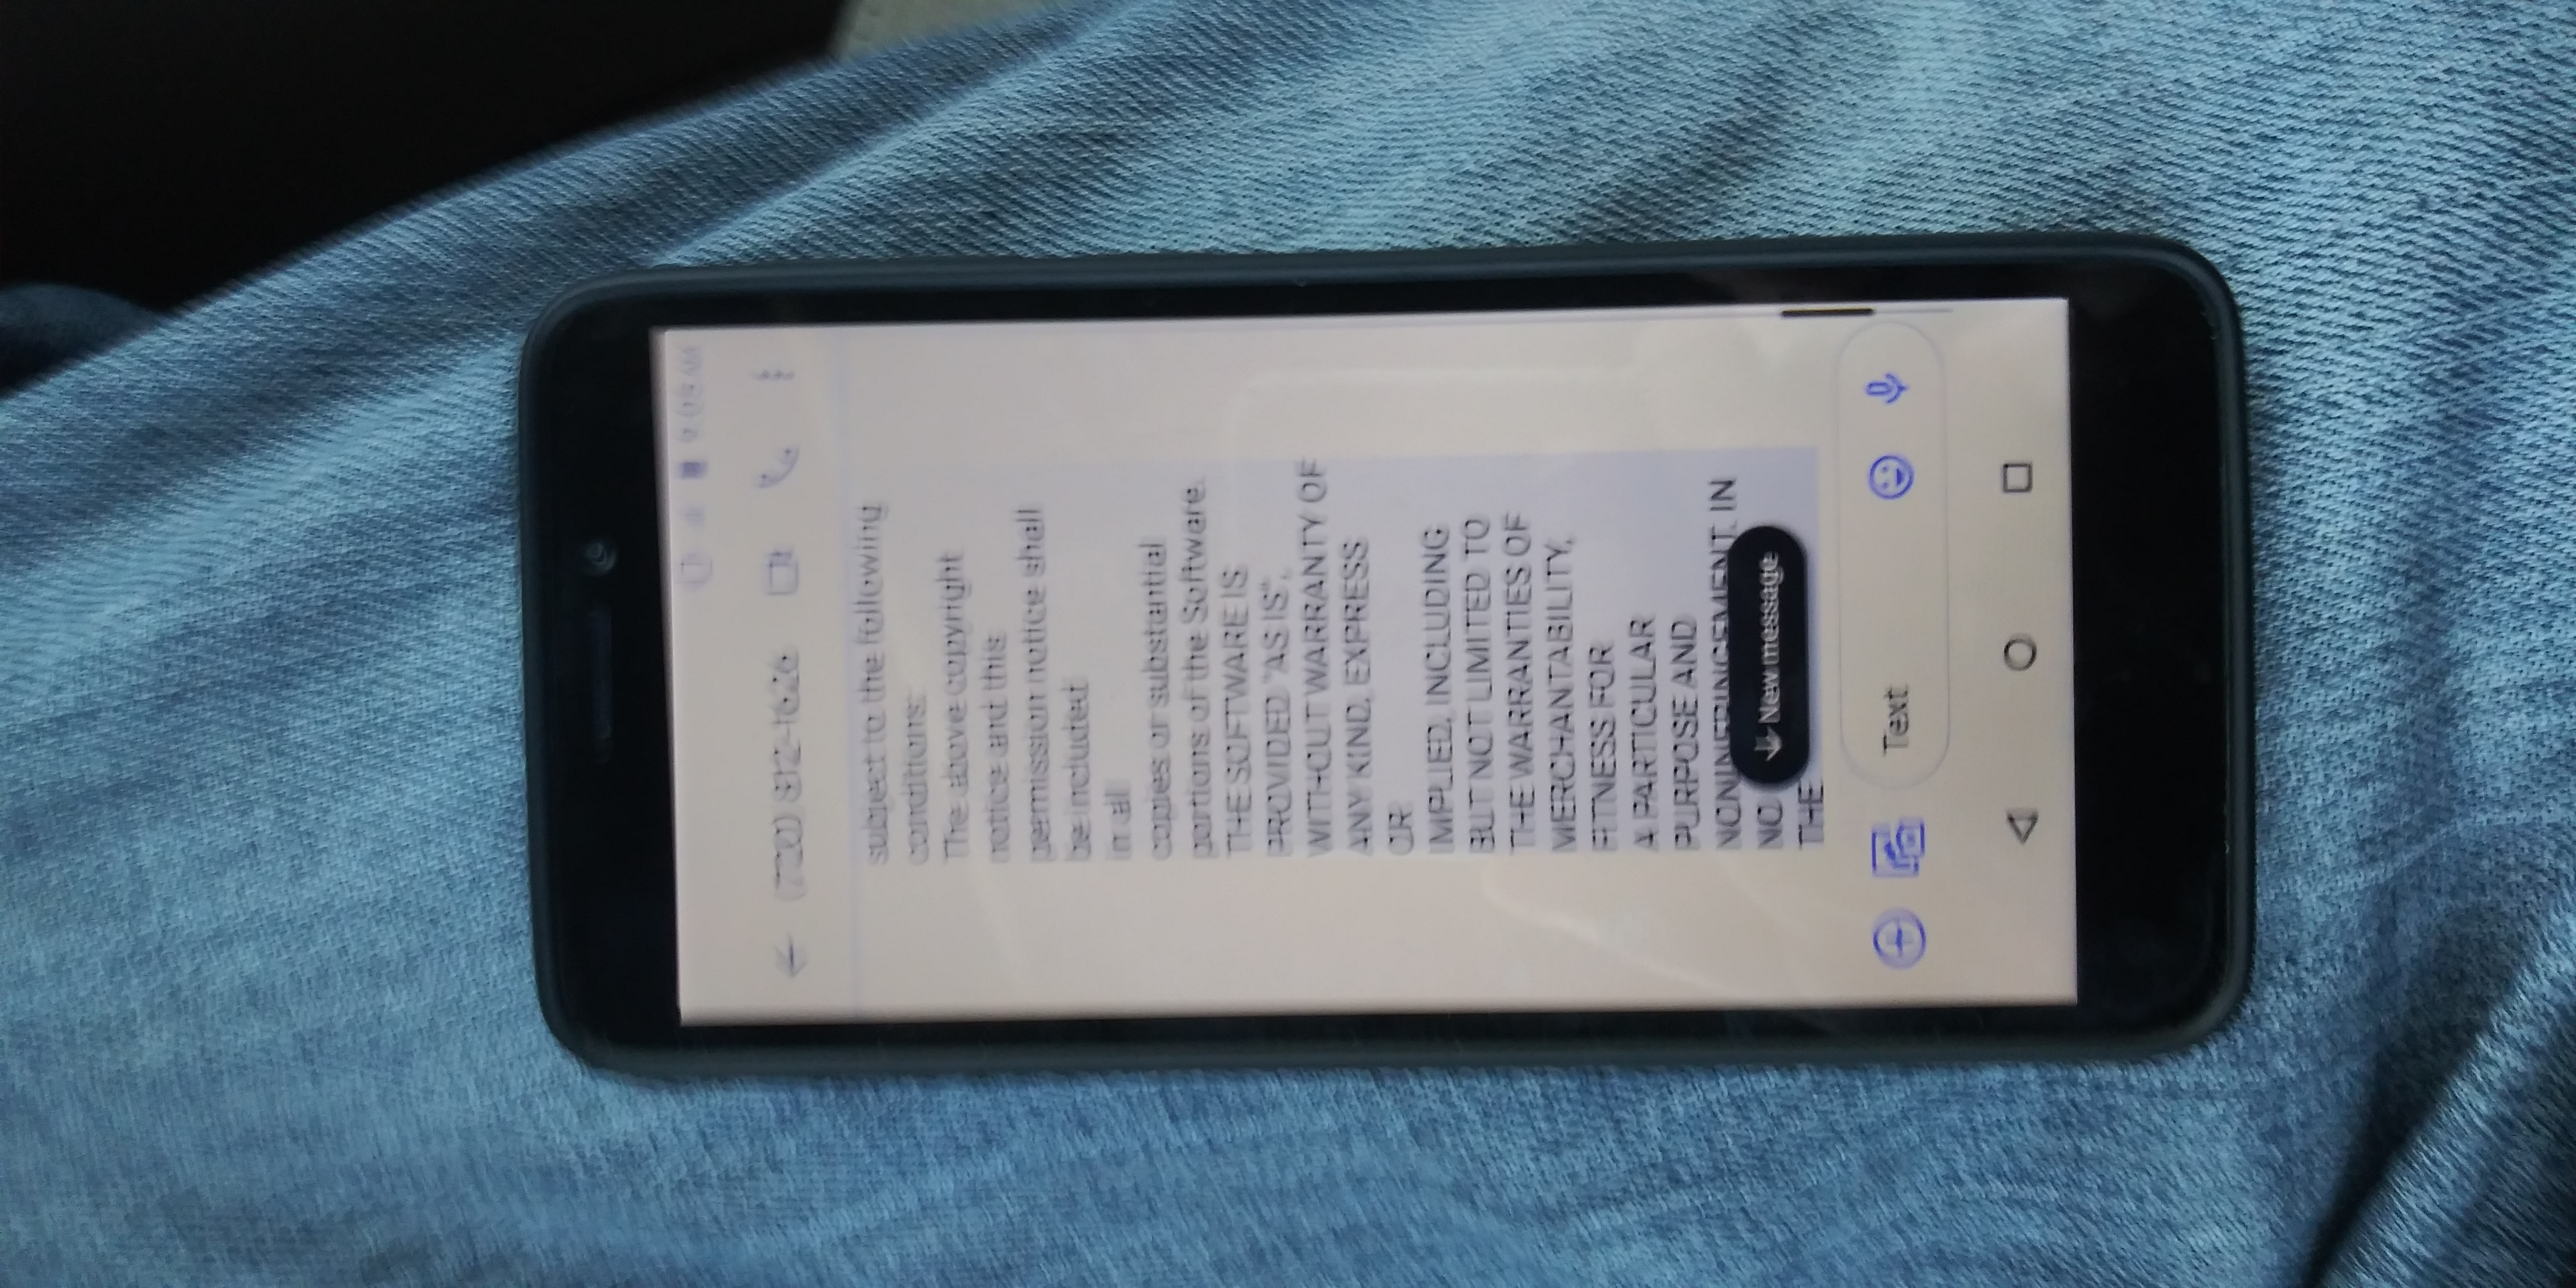 subject to the following
conditions:
The above copyright
notice and this
permission notice shall
be included
in all
copies or substantial
portions of the Software.
THE SOFTWARE IS
PROVIDED "AS IS",
WITHOUT WARRANTY OF
ANY KIND, EXPRESS
OR
IMPLIED, INCLUDING
BUT NOT LIMITED TO
THE WARRANTIES OF
MERCHANTABILITY,
FITNESS FOR
A PARTICULAR
PURPOSE AND
NONINFRINGEMENT. IN
NO
THE
New message
Text